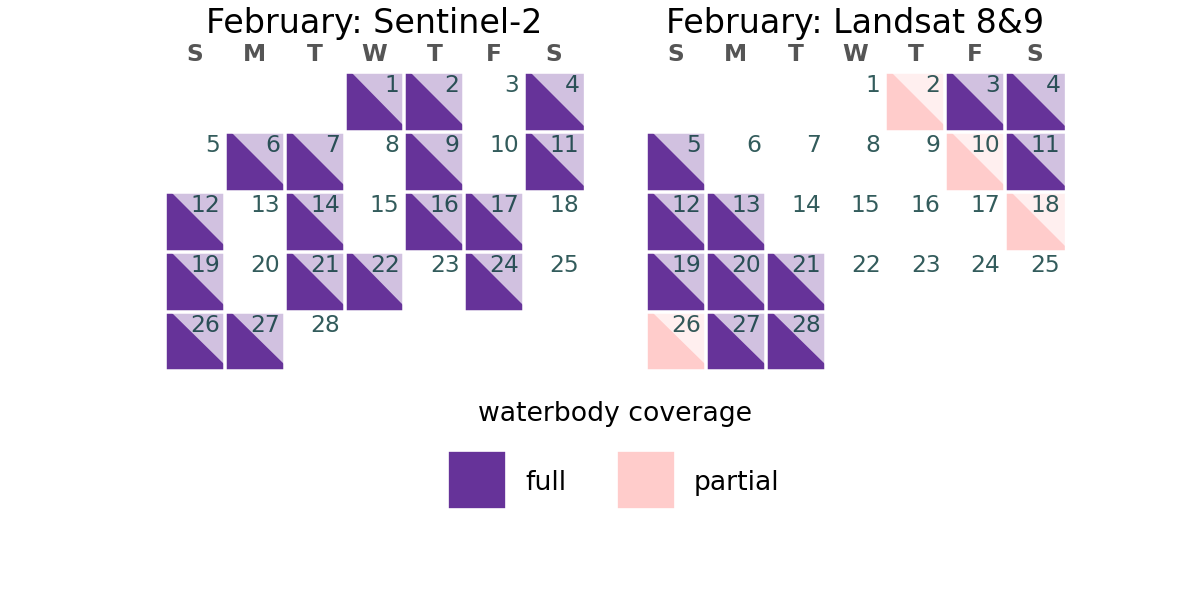 February: Sentinel-2
S M T W T F S
1 2 3 4
5 6 7 8 9 10 11
12 13 14 15 16 17 18
19 20 21 22 23 24 25
26 27 28
February: Landsat 8&9
S M T W T F S
1 2 3 4
5 6 7 8 9 10 11
12 13 14 15 16 17 18
19 20 21 22 23 24 25
26 27 28
waterbody coverage
full partial